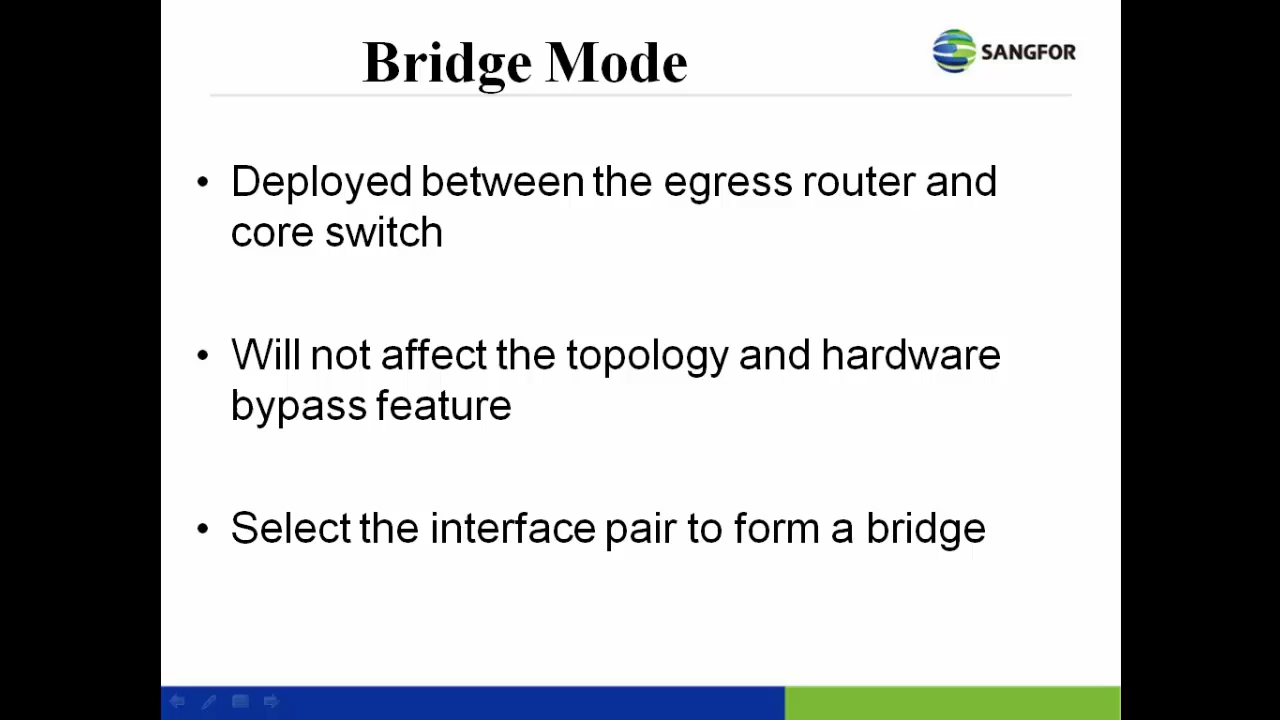 Bridge Mode
SANGFOR
• Deployed between the egress router and
core switch
• Will not affect the topology and hardware
bypass feature
• Select the interface pair to form a bridge